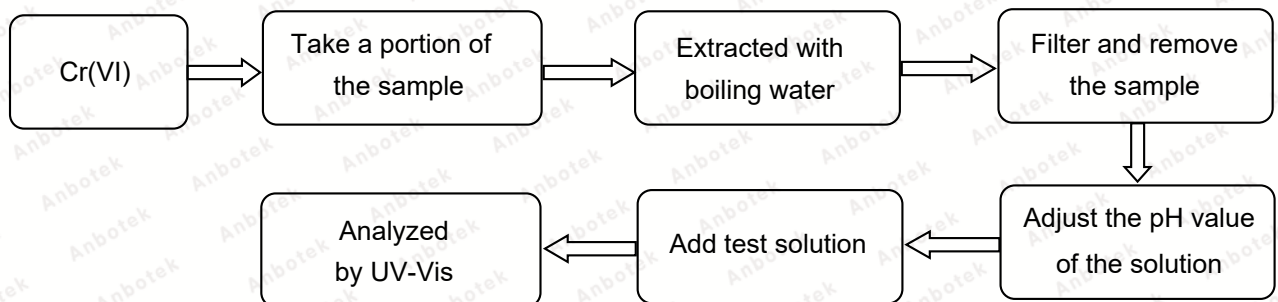 Cr(VI)
Take a portion of
the sample
Extracted with
boiling water
Filter and remove
the sample
Adjust the pH value
of the solution
Add test solution
Analyzed
by UV-Vis
Anbotek